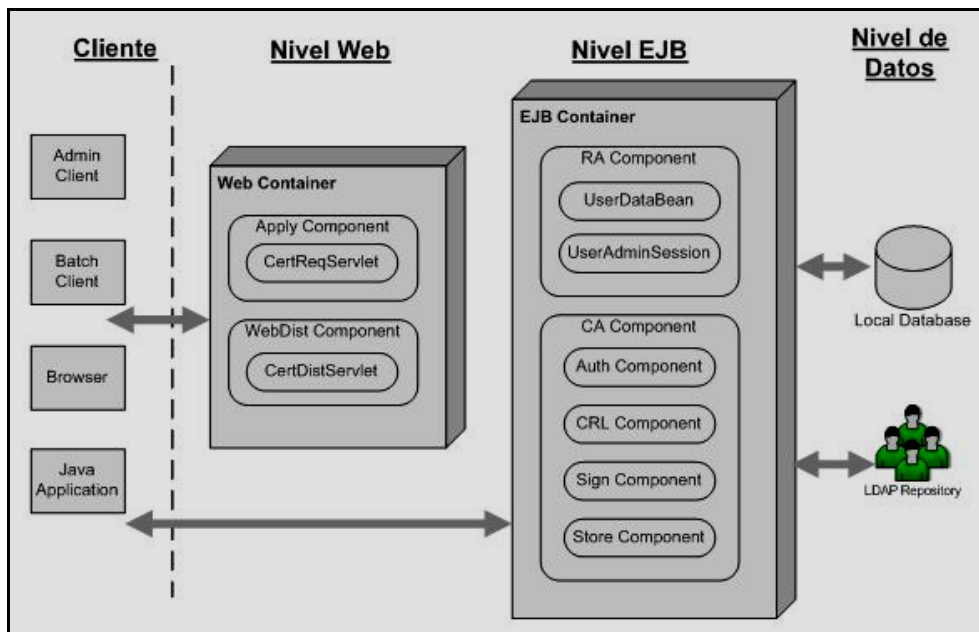 Cliente
Nivel Web
Nivel EJB
Nivel de
Datos
Admin
Client
Batch
Client
Browser
Java
Application
Web Container
Apply Component
CertReqServlet
WebDist Component
CertDistServlet
EJB Container
RA Component
UserDataBean
UserAdminSession
CA Component
Auth Component
CRL Component
Sign Component
Store Component
Local Database
LDAP Repository